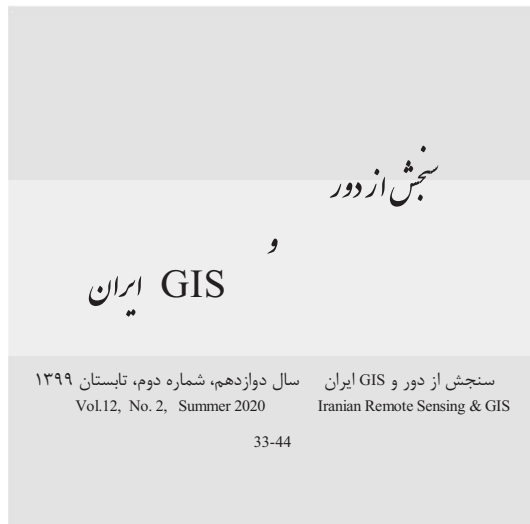 سنجش از دور
و
GIS ایران
سنجش از دور و GIS ایران سال دوازدهم، شماره دوم، تابستان ۱۳۹۹
Vol.12, No. 2, Summer 2020 Iranian Remote Sensing & GIS
33-44